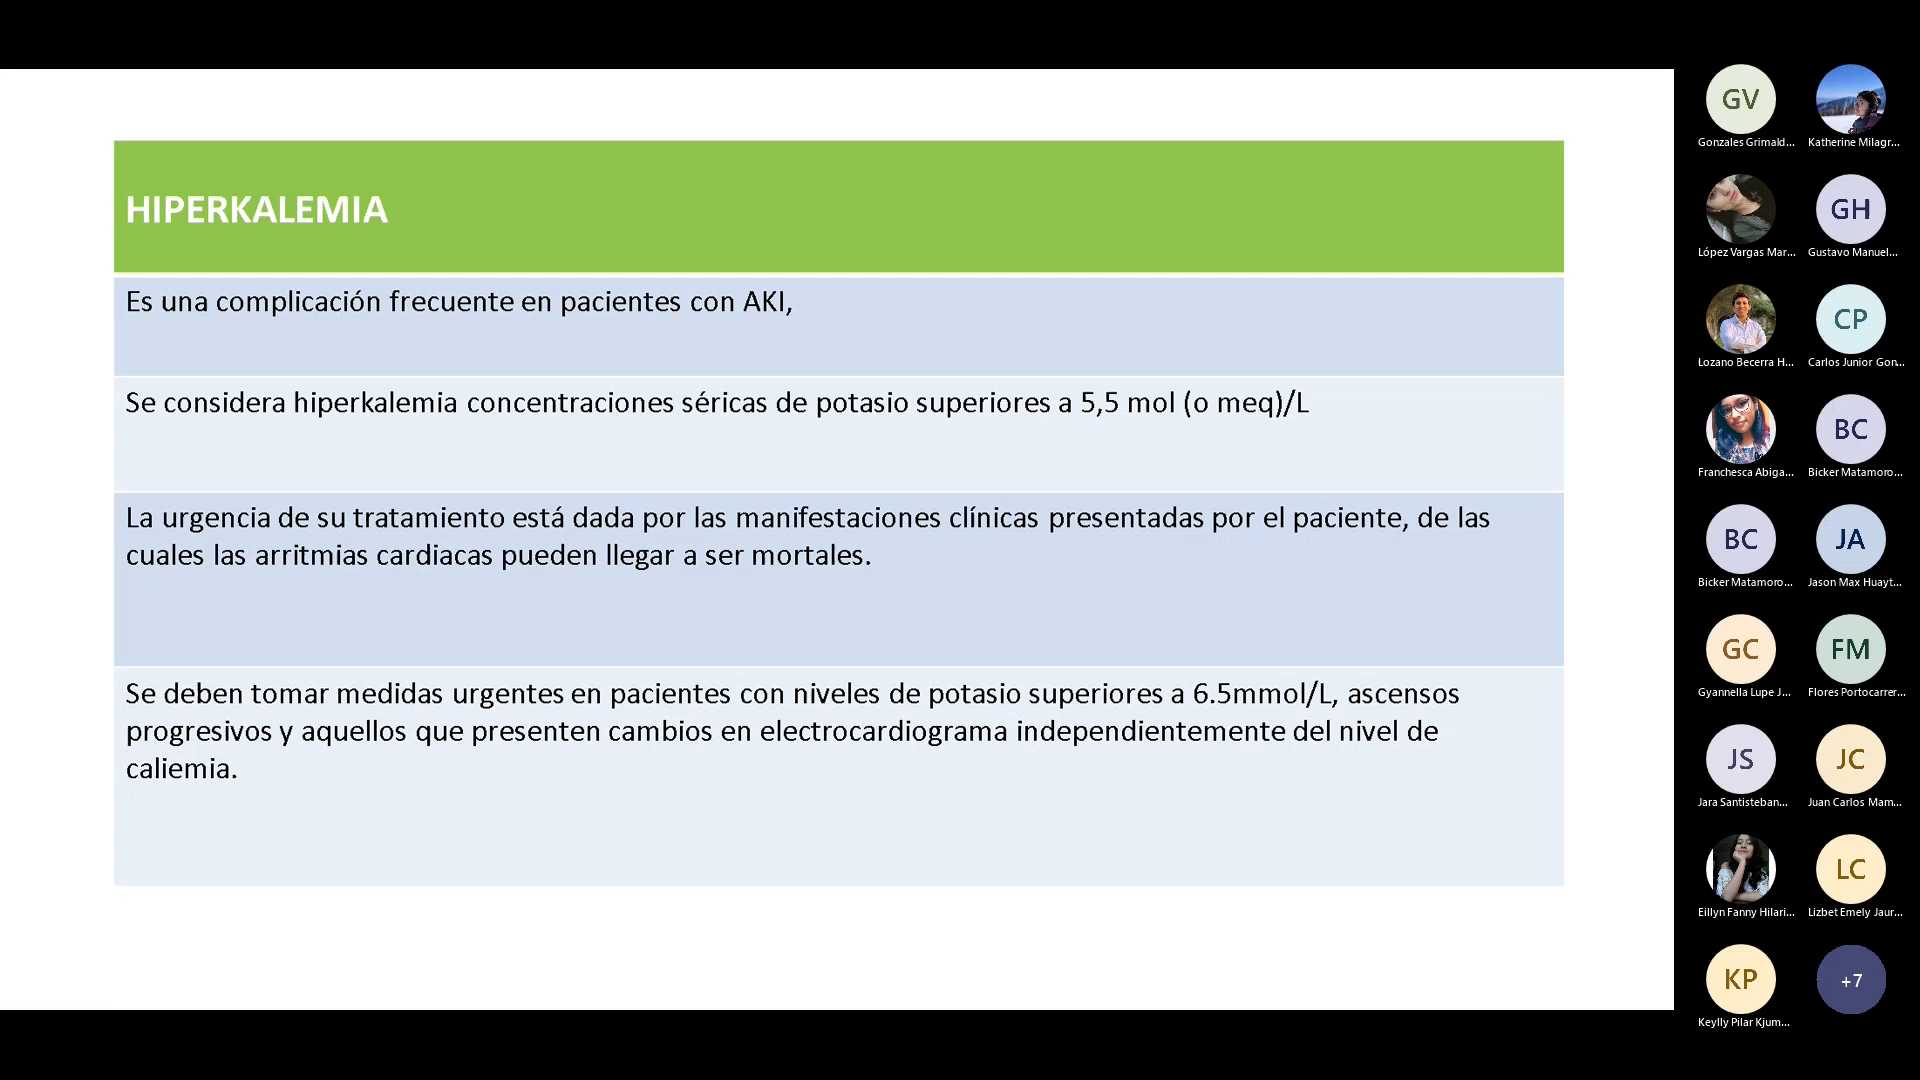 HIPERKALEMIA
Es una complicación frecuente en pacientes con AKI,
Se considera hiperkalemia concentraciones séricas de potasio superiores a 5,5 mol (o meq)/L
La urgencia de su tratamiento está dada por las manifestaciones clínicas presentadas por el paciente, de las
cuales las arritmias cardiacas pueden llegar a ser mortales.
Se deben tomar medidas urgentes en pacientes con niveles de potasio superiores a 6.5mmol/L, ascensos
progresivos y aquellos que presenten cambios en electrocardiograma independientemente del nivel de
caliemia.
GV
Gonzales Grimald...
Katherine Milagr...
López Vargas Mar...
GH
Gustavo Manuel...
Lozano Becerra H...
CP
Carlos Junior Gon...
Franchesca Abiga...
BC
Bicker Matamoro...
BC
Bicker Matamoro...
JA
Jason Max Huayt...
GC
Gyannella Lupe J...
FM
Flores Portocarrer...
JS
Jara Santisteban...
JC
Juan Carlos Mam...
Eillyn Fanny Hilari...
LC
Lizbet Emely Jaur...
KP
Keylly Pilar Kjum...
+7